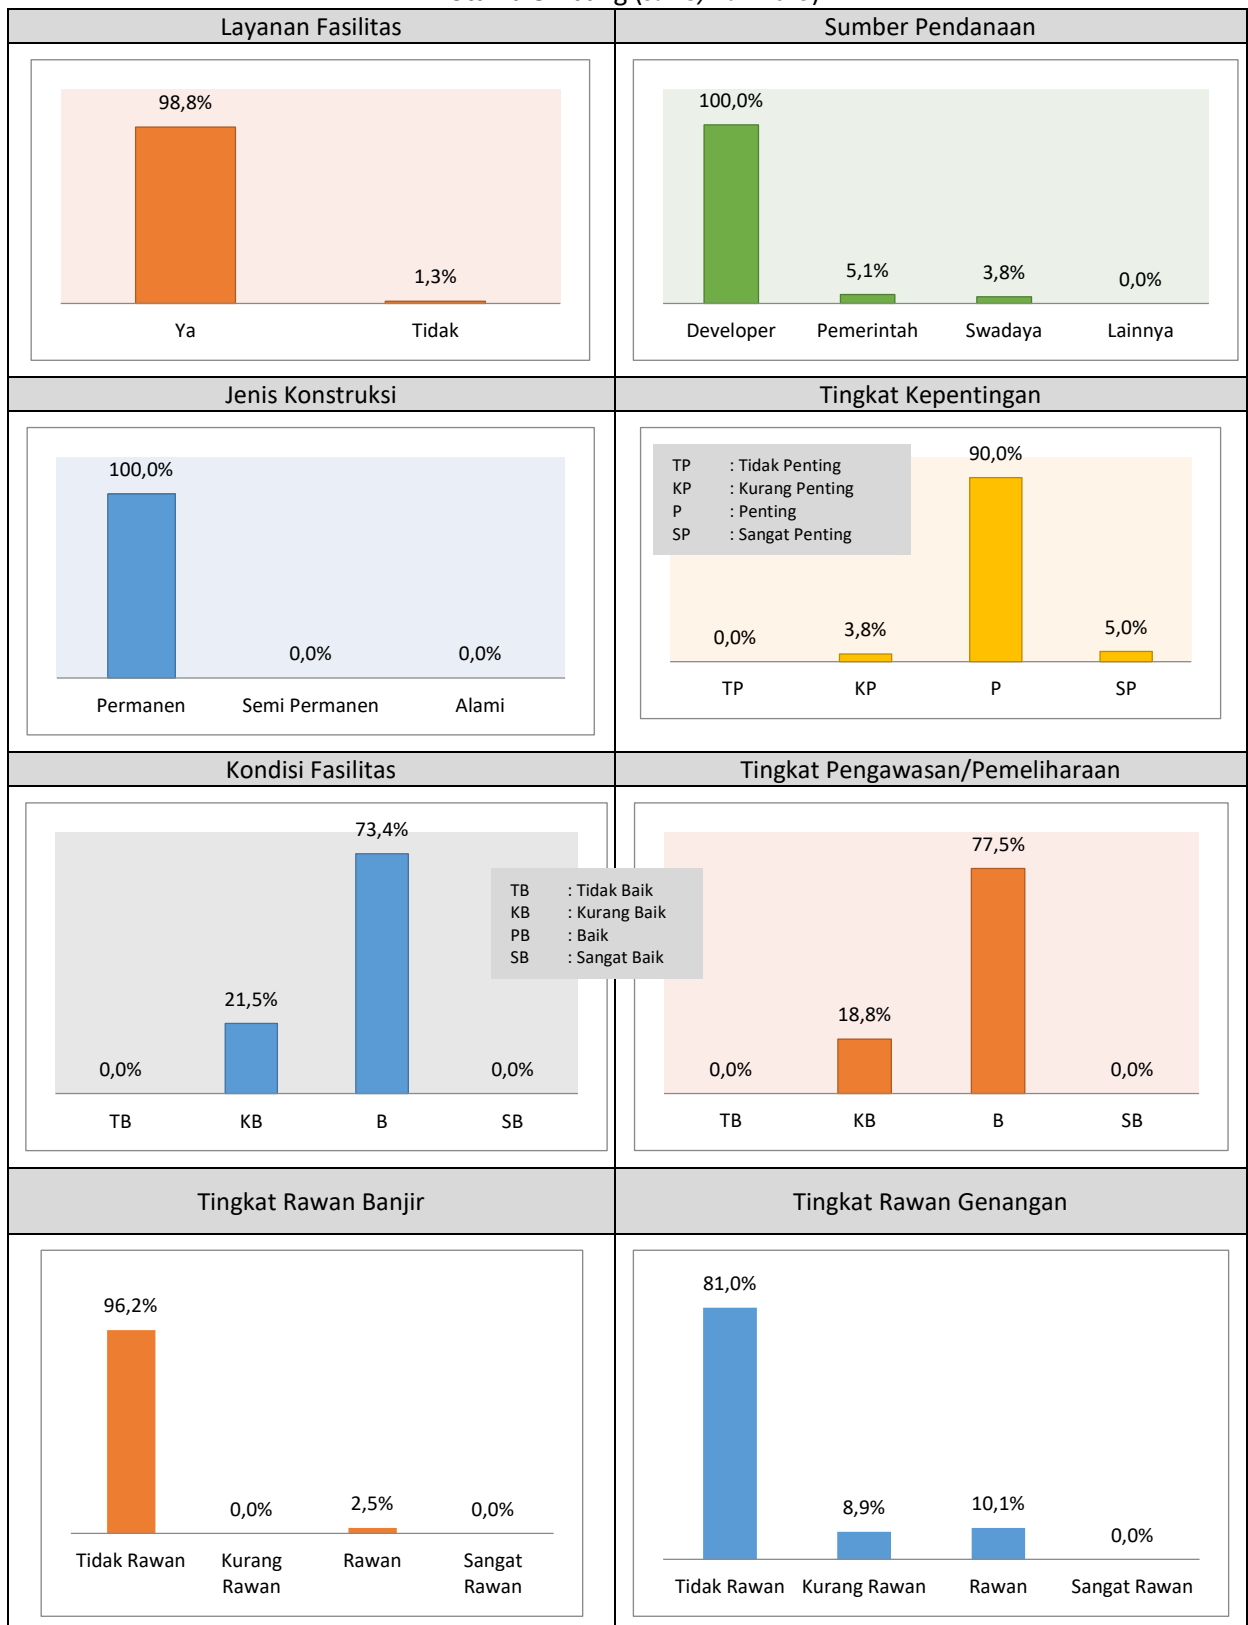 Layanan Fasilitas
Sumber Pendanaan
98,8%
1,3%
Ya Tidak
100,0%
5,1%
3,8%
0,0%
Developer Pemerintah Swadaya Lainnya
Jenis Konstruksi
Tingkat Kepentingan
100,0%
0,0%
0,0%
Permanen Semi Permanen Alami
TP : Tidak Penting
KP : Kurang Penting
P : Penting
SP : Sangat Penting
0,0%
3,8%
90,0%
5,0%
TP KP P SP
Kondisi Fasilitas
Tingkat Pengawasan/Pemeliharaan
0,0%
21,5%
73,4%
0,0%
TB KB B SB
TB : Tidak Baik
KB : Kurang Baik
PB : Baik
SB : Sangat Baik
0,0%
18,8%
77,5%
0,0%
TB KB B SB
Tingkat Rawan Banjir
Tingkat Rawan Genangan
96,2%
0,0%
2,5%
0,0%
Tidak Rawan Kurang Rawan Sangat
Rawan Rawan
81,0%
8,9%
10,1%
0,0%
Tidak Rawan Kurang Rawan Rawan Sangat Rawan